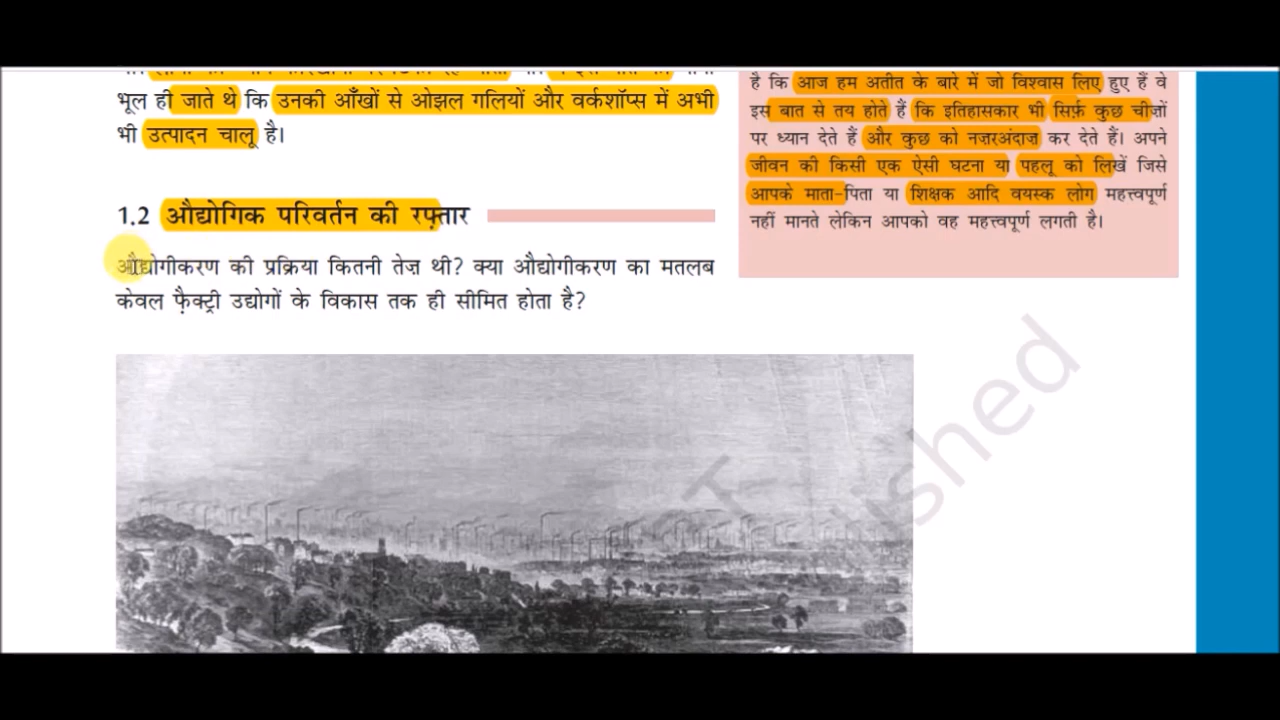 भूल ही जाते थे कि उनकी आँखों से ओझल गलियों और वर्कशॉप्स में अभी
भी उत्पादन चालू है।
1.2 औद्योगिक परिवर्तन की रफ़्तार
औद्योगीकरण की प्रक्रिया कितनी तेज़ थी? क्या औद्योगीकरण का मतलब
केवल फ़ैक्ट्री उद्योगों के विकास तक ही सीमित होता है?
है कि आज हम अतीत के बारे में जो विश्वास लिए हुए हैं वे
इस बात से तय होते हैं कि इतिहासकार भी सिर्फ़ कुछ चीज़ों
पर ध्यान देते हैं और कुछ को नज़रअंदाज़ कर देते हैं। अपने
जीवन की किसी एक ऐसी घटना या पहलू को लिखें जिसे
आपके माता-पिता या शिक्षक आदि वयस्क लोग महत्त्वपूर्ण
नहीं मानते लेकिन आपको वह महत्त्वपूर्ण लगती है।